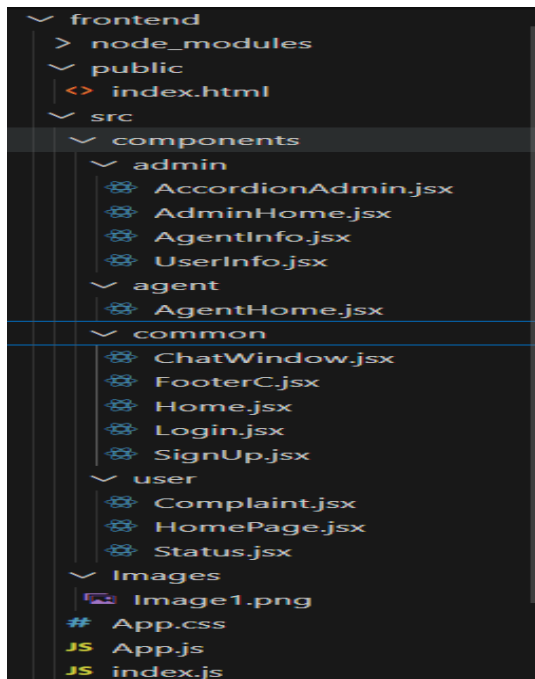 frontend
node_modules
public
<> index.html
src
components
admin
AccordionAdmin.jsx
AdminHome.jsx
AgentInfo.jsx
UserInfo.jsx
agent
AgentHome.jsx
common
ChatWindow.jsx
FooterC.jsx
Home.jsx
Login.jsx
SignUp.jsx
user
Complaint.jsx
HomePage.jsx
Status.jsx
Images
Image1.png
# App.css
JS App.js
JS index.js